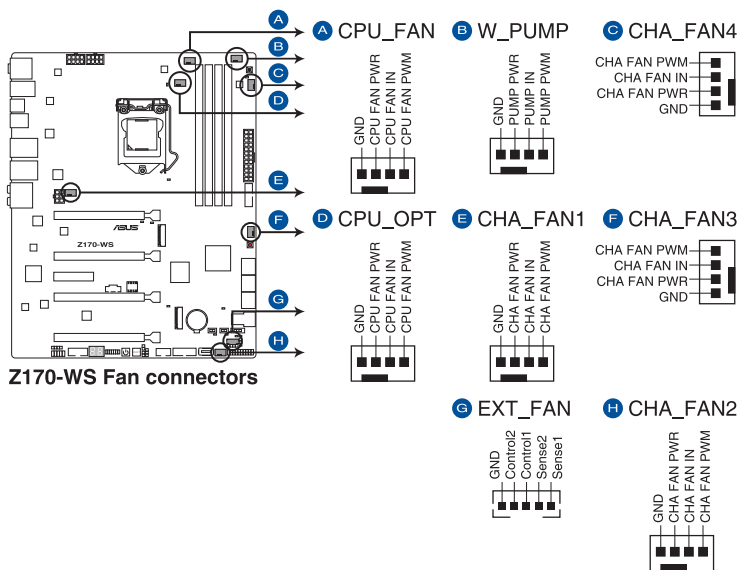 A
B
C
D
E
F
G
H
/SUS
Z170-WS
Z170-WS Fan connectors
A CPU_FAN
GND
CPU FAN PWR
CPU FAN IN
CPU FAN PWM
B W_PUMP
GND
PUMP PWR
PUMP IN
PUMP PWM
C CHA_FAN4
CHA FAN PWM
CHA FAN IN
CHA FAN PWR
GND
D CPU_OPT
GND
CPU FAN PWR
CPU FAN IN
CPU FAN PWM
E CHA_FAN1
GND
CHA FAN PWR
CHA FAN IN
CHA FAN PWM
F CHA_FAN3
CHA FAN PWM
CHA FAN IN
CHA FAN PWR
GND
G EXT_FAN
GND
Control2
Control1
Sense2
Sense1
H CHA_FAN2
GND
CHA FAN PWR
CHA FAN IN
CHA FAN PWM